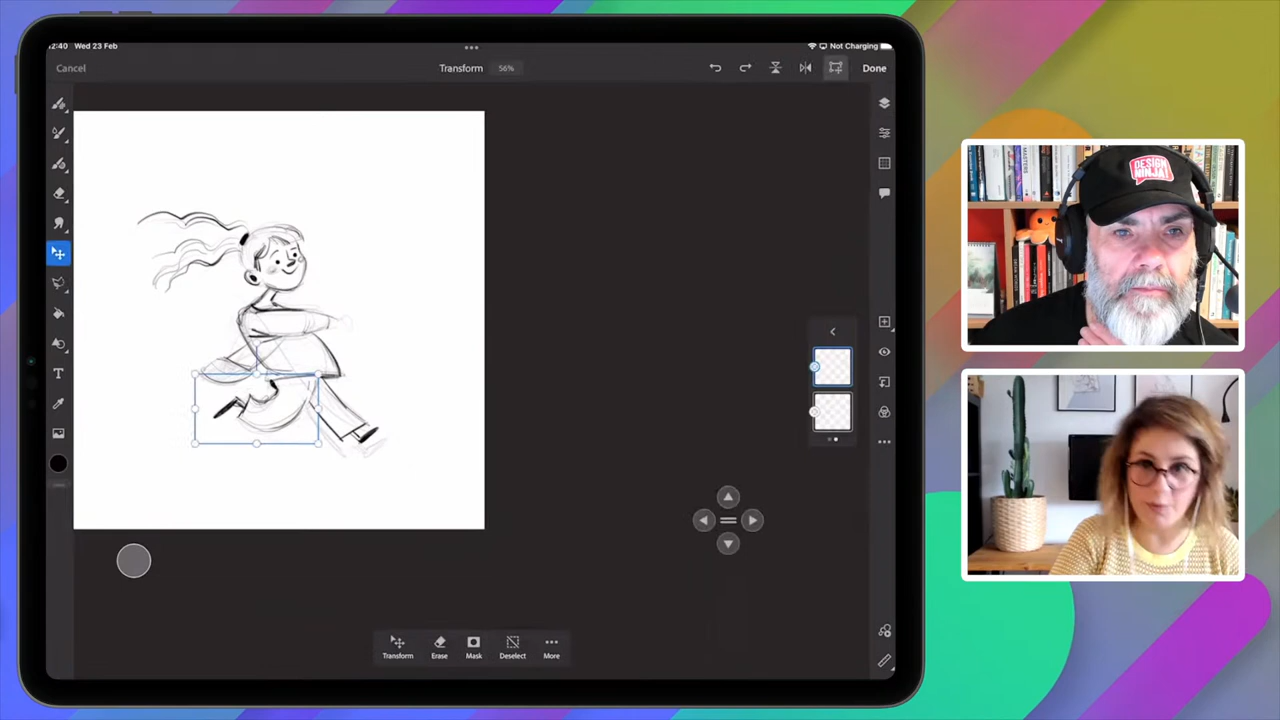 12:40 Wed 23 Feb
Not Charging
Cancel
Transform 56%
Done
T
Transform Erase Mask Deselect More
DESIGN
NINJA!